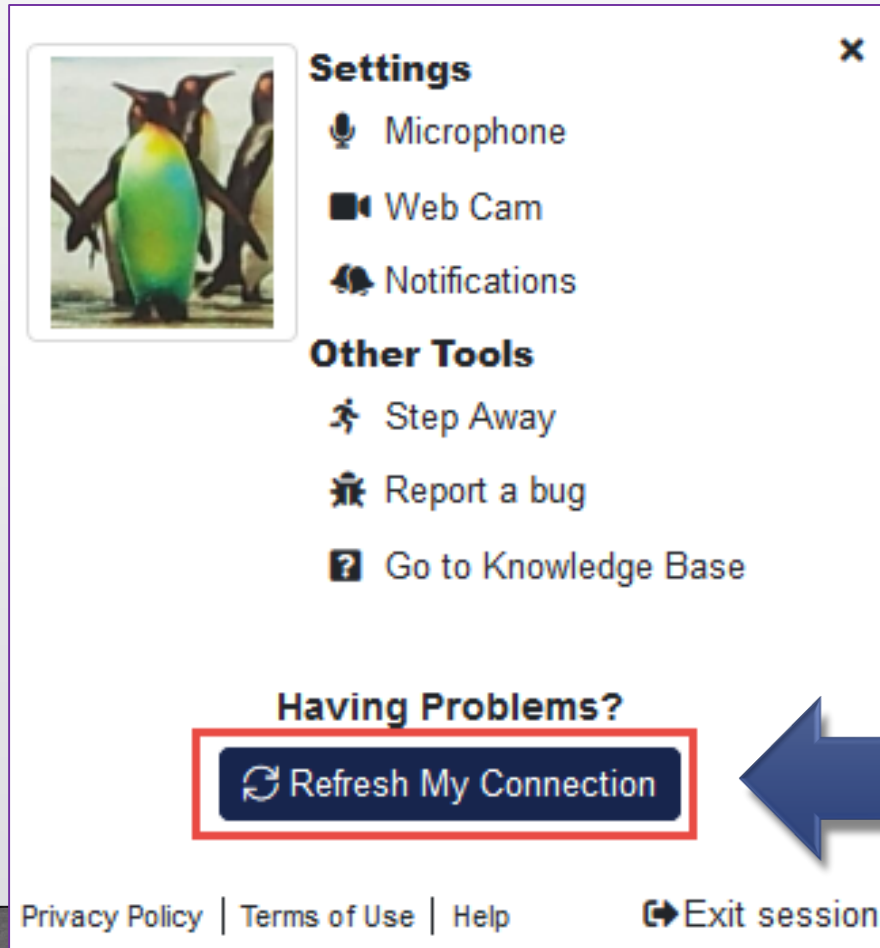 Settings
Microphone
Web Cam
Notifications
Other Tools
Step Away
Report a bug
Go to Knowledge Base
Having Problems?
Refresh My Connection
Privacy Policy | Terms of Use | Help Exit session